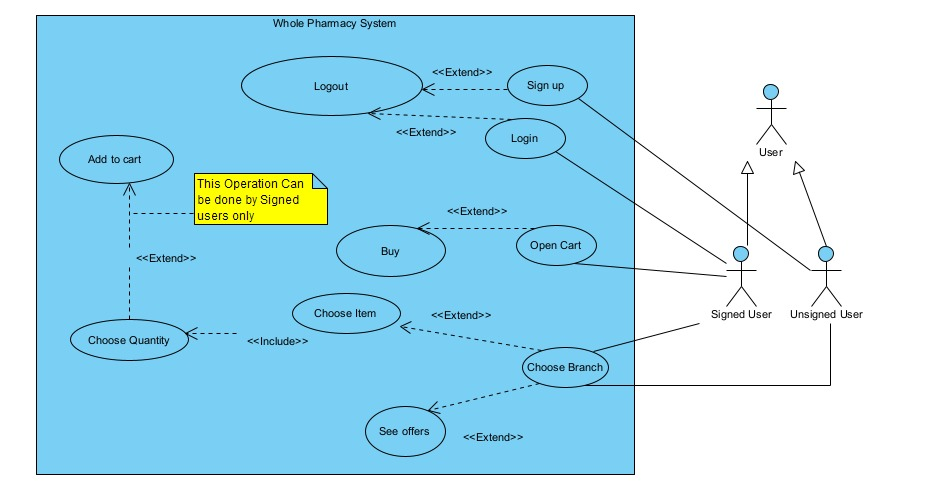 Whole Pharmacy System
Logout
<<Extend>>
Sign up
<<Extend>>
Login
User
Add to cart
This Operation Can
be done by Signed
users only
<<Extend>>
Buy
Open Cart
<<Extend>>
Signed User
Unsigned User
Choose Item
<<Extend>>
Choose Quantity
<<Include>>
Choose Branch
See offers
<<Extend>>